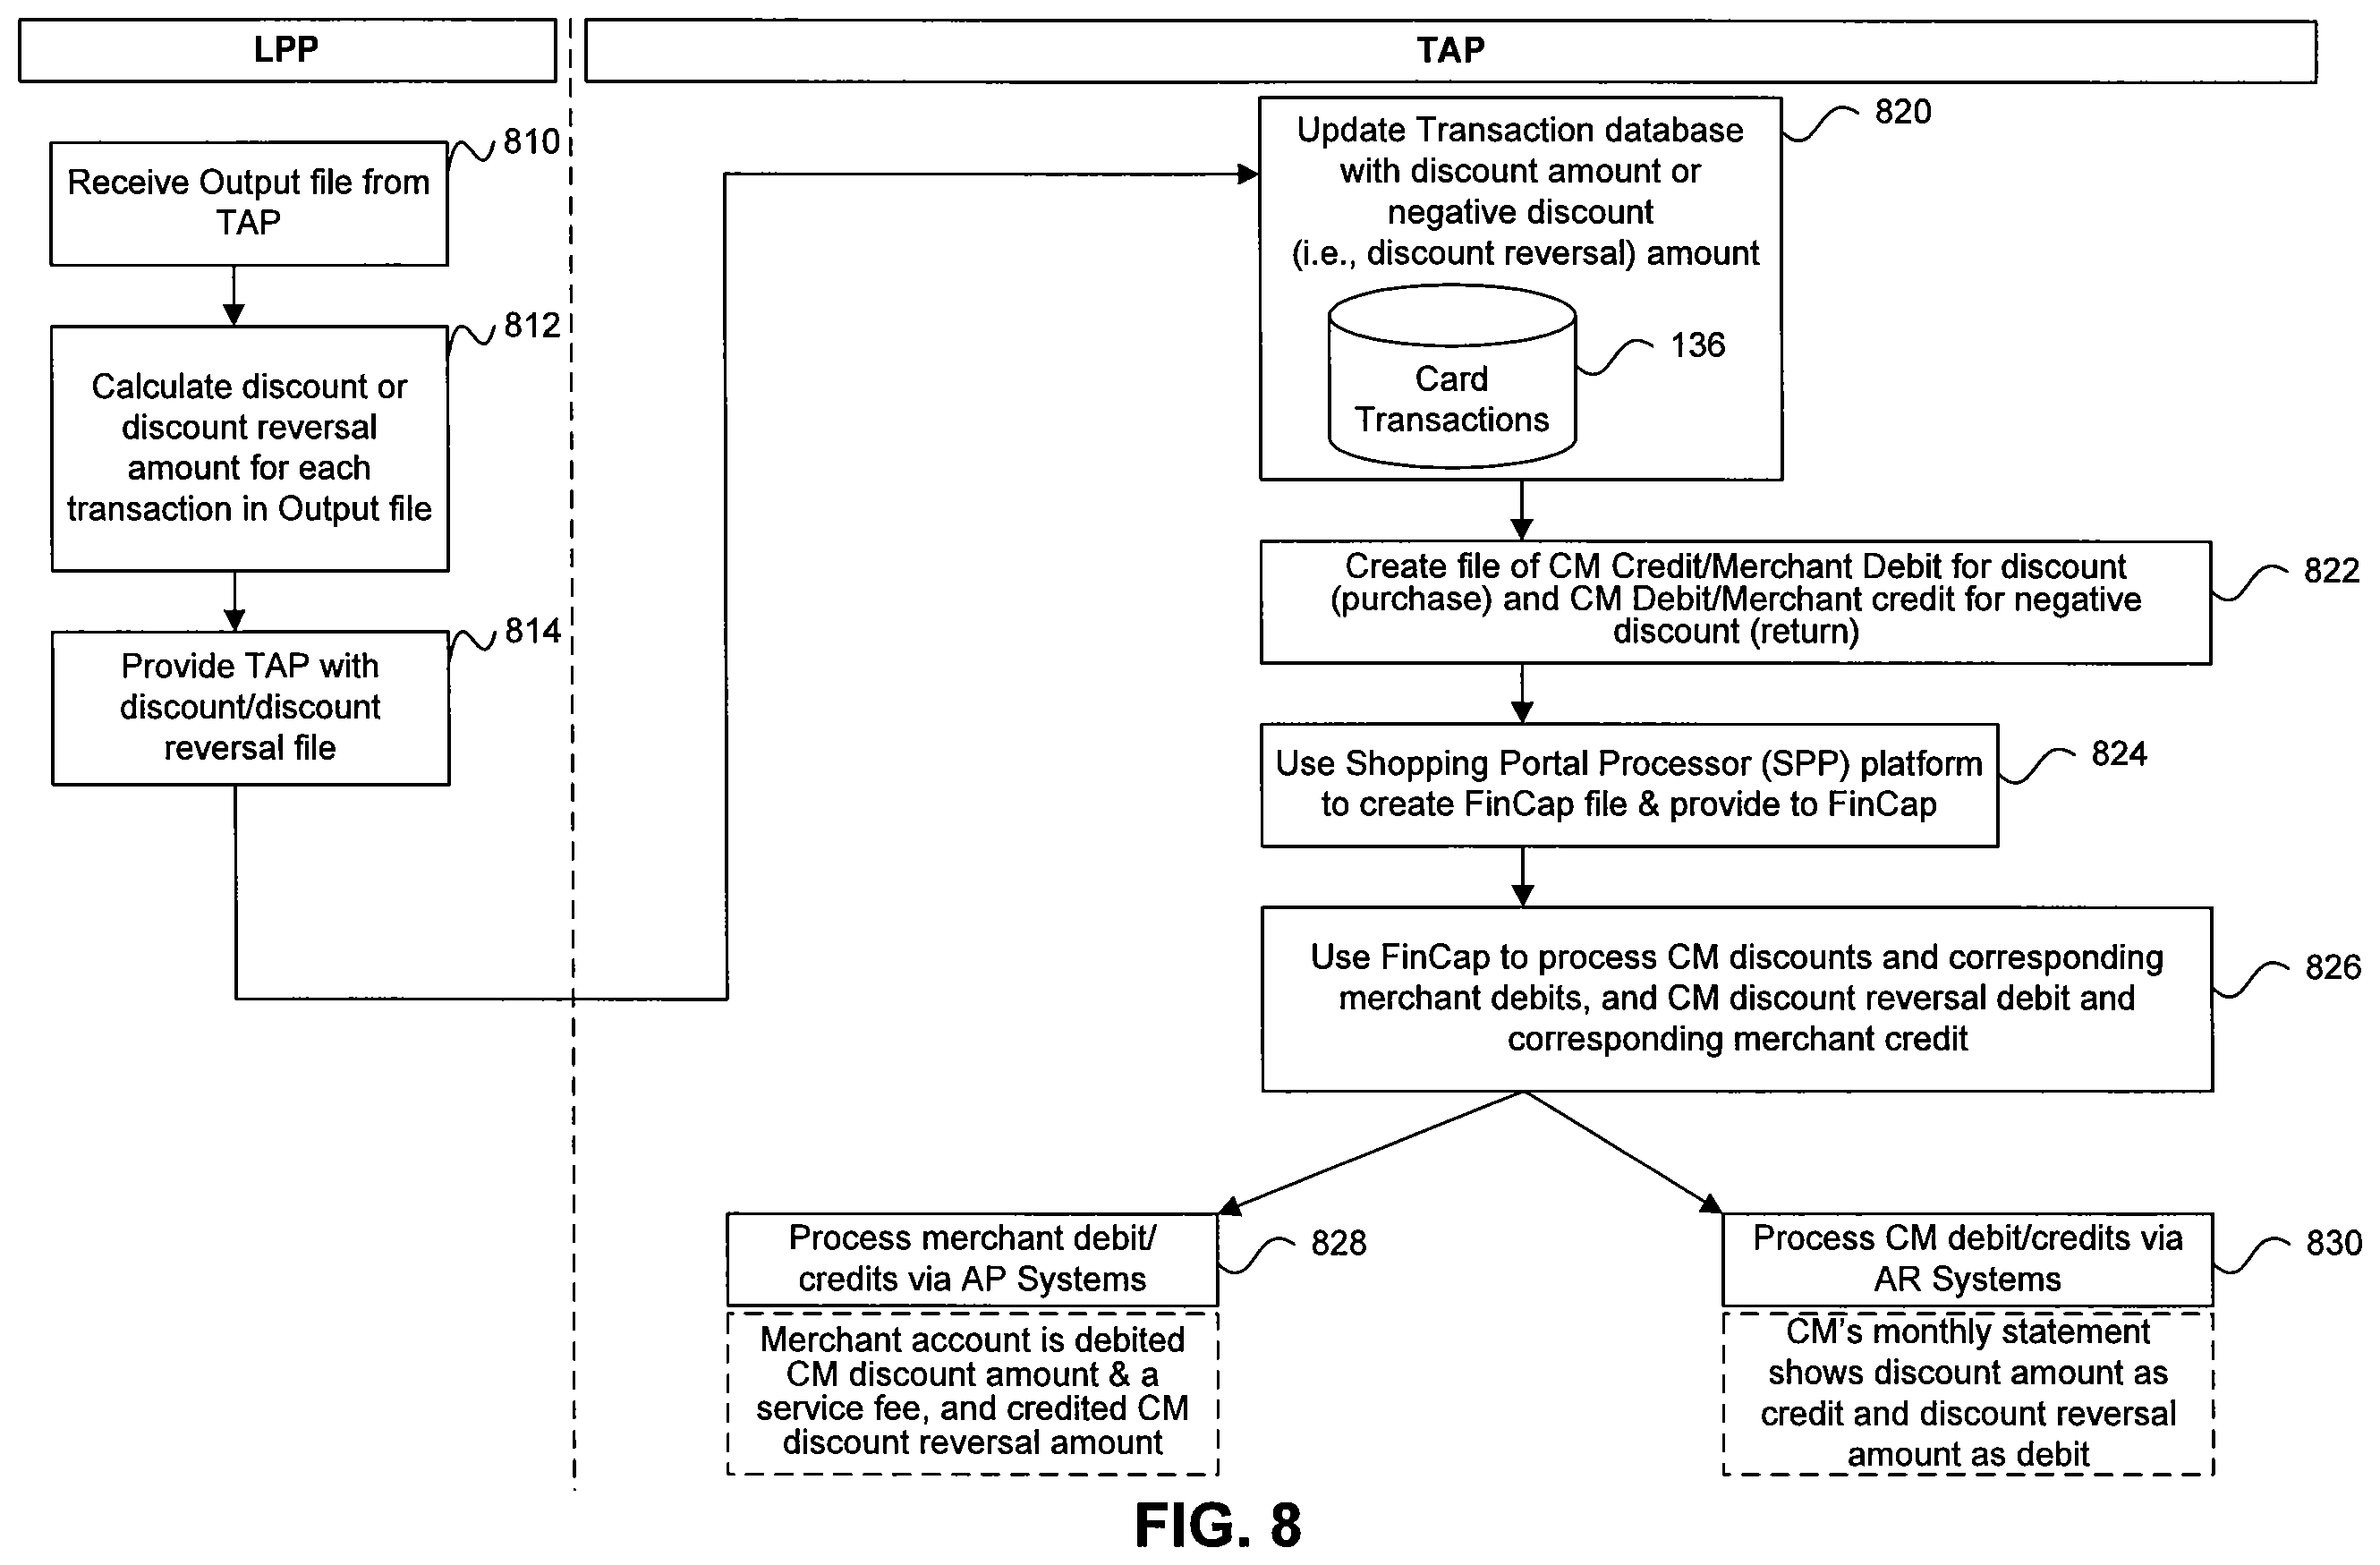 LPP
TAP
810
Receive Output file from
TAP
812
Calculate discount or
discount reversal
amount for each
transaction in Output file
814
Provide TAP with
discount/discount
reversal file
820
Update Transaction database
with discount amount or
negative discount
(i.e., discount reversal) amount
136
Card
Transactions
Create file of CM Credit/Merchant Debit for discount
(purchase) and CM Debit/Merchant credit for negative
discount (return)
822
Use Shopping Portal Processor (SPP) platform
to create FinCap file & provide to FinCap
824
Use FinCap to process CM discounts and corresponding
merchant debits, and CM discount reversal debit and
corresponding merchant credit
826
Process merchant debit/
credits via AP Systems
828
Merchant account is debited
CM discount amount & a
service fee, and credited CM
discount reversal amount
Process CM debit/credits via
AR Systems
830
CM's monthly statement
shows discount amount as
credit and discount reversal
amount as debit
FIG. 8